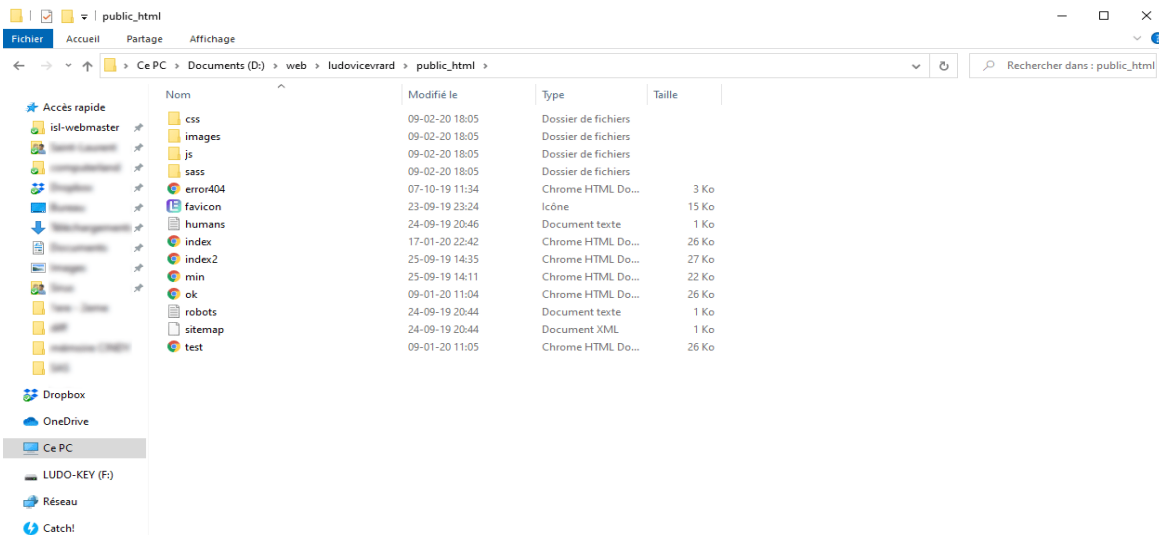 public_html
Fichier Accueil Partage Affichage
Ce PC > Documents (D:) > web > ludovicevrard > public_html >
Rechercher dans : public_html
Nom Modifié le Type Taille
Accès rapide
isl-webmaster
Dropbox
OneDrive
Ce PC
LUDO-KEY (F:)
Réseau
Catch!
css 09-02-20 18:05 Dossier de fichiers
images 09-02-20 18:05 Dossier de fichiers
js 09-02-20 18:05 Dossier de fichiers
sass 09-02-20 18:05 Dossier de fichiers
error404 07-10-19 11:34 Chrome HTML Do... 3 Ko
favicon 23-09-19 23:24 Icône 15 Ko
humans 24-09-19 20:46 Document texte 1 Ko
index 17-01-20 22:42 Chrome HTML Do... 26 Ko
index2 25-09-19 14:35 Chrome HTML Do... 27 Ko
min 25-09-19 14:11 Chrome HTML Do... 22 Ko
ok 09-01-20 11:04 Chrome HTML Do... 26 Ko
robots 24-09-19 20:44 Document texte 1 Ko
sitemap 24-09-19 20:44 Document XML 1 Ko
test 09-01-20 11:05 Chrome HTML Do... 26 Ko